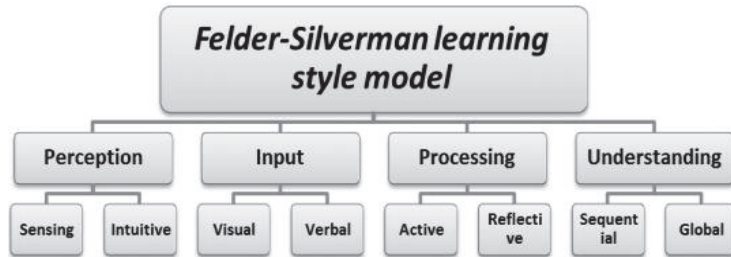 Felder-Silverman learning
style model
Perception
Input
Processing
Understanding
Sensing
Intuitive
Visual
Verbal
Active
Reflecti
ve
Sequent
ial
Global